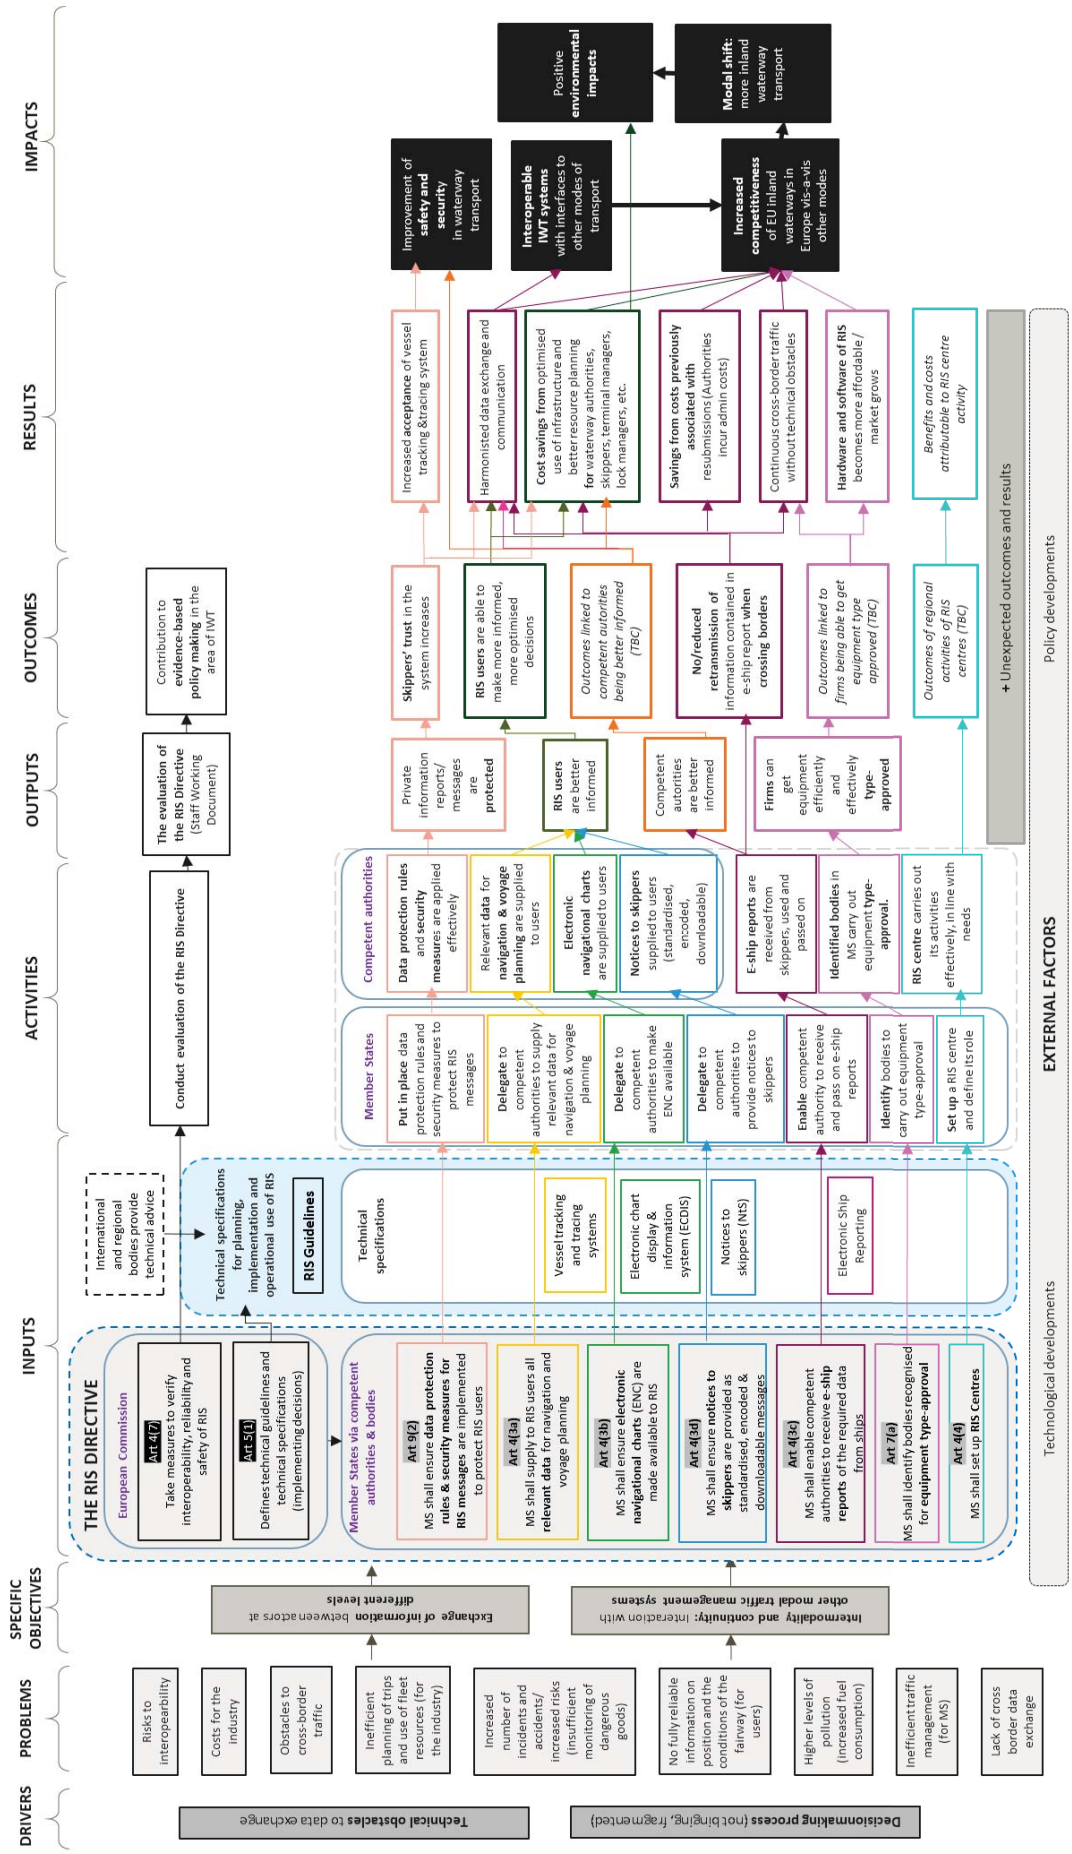 DRIVERS
PROBLEMS
SPECIFIC
OBJECTIVES
INPUTS
ACTIVITIES
OUTPUTS
OUTCOMES
RESULTS
IMPACTS
Technical obstacles to data exchange
Decisionmaking process (not binging, fragmented)
Risks to
interopearbility
Costs for the
industry
Obstacles to
cross-border
traffic
Inefficient
planning of trips
and use of fleet
resources (for
the industry)
Increased
number of
incidents and
accidents/
increased risks
(insufficient
monitoring of
dangerous
goods)
No fully reliable
information on
position and the
conditions of the
fairway (for
users)
Higher levels of
pollution
(increased fuel
consumption)
Inefficient traffic
management
(for MS)
Lack of cross
border data
exchange
Exchange of information between actors at
different levels
Intermodality and continuity: Interaction with
other modal traffic management systems
THE RIS DIRECTIVE
European Commission
Art 4(7)
Take measures to verify
interoperability, reliability and
safety of RIS
Art 5(1)
Defines technical guidelines and
technical specifications
(implementing decisions)
Member States via competent
authorities & bodies
Art 9(2)
MS shall ensure data protection
rules & security measures for
RIS messages are implemented
to protect RIS users
Art 4(3a)
MS shall supply to RIS users all
relevant data for navigation and
voyage planning
Art 4(3b)
MS shall ensure electronic
navigational charts (ENC) are
made available to RIS
Art 4(3d)
MS shall ensure notices to
skippers are provided as
standardised, encoded &
downloadable messages
Art 4(3c)
MS shall enable competent
authorities to receive e-ship
reports of the required data
from ships
Art 7(a)
MS shall identify bodies recognised
for equipment type-approval
Art 4(4)
MS shall set up RIS Centres
International
and regional
bodies provide
technical advice
Technical specifications
for planning,
implementation and
operational use of RIS
RIS Guidelines
Technical
specifications
Vessel tracking
and tracing
systems
Electronic chart
display &
information
system (ECDIS)
Notices to
skippers (NtS)
Electronic Ship
Reporting
Conduct evaluation of the RIS Directive
Member States
Put in place data
protection rules and
security measures to
protect RIS
messages
Delegate to
competent
authorities to supply
relevant data for
navigation & voyage
planning
Delegate to
competent
authorities to make
ENC available
Delegate to
competent
authorities to
provide notices to
skippers
Enable competent
authority to receive
and pass on e-ship
reports
Identify bodies to
carry out equipment
type-approval
Set up a RIS centre
and define its role
Competent authorities
Data protection rules
and security
measures are applied
effectively
Relevant data for
navigation & voyage
planning are supplied
to users
Electronic
navigational charts
are supplied to users
Notices to skippers
supplied to users
(standardised,
encoded,
downloadable)
E-ship reports are
received from
skippers, used and
passed on
Identified bodies in
MS carry out
equipment type-
approval.
RIS centre carries out
its activities
effectively, in line with
needs
The evaluation of
the RIS Directive
(Staff Working
Document)
Private
information
reports/
messages are
protected
RIS users
are better
informed
Competent
autorities
are better
informed
Firms can
get
equipment
efficiently
and
effectively
type-
approved
Contribution to
evidence-based
policy making in the
area of IWT
Skippers' trust in the
system increases
RIS users are able to
make more informed,
more optimised
decisions
Outcomes linked to
competent autorities
being better informed
(TBC)
No/reduced
retransmission of
information contained in
e-ship report when
crossing borders
Outcomes linked to
firms being able to get
equipment type
approved (TBC)
Outcomes of regional
activities of RIS
centres (TBC)
Increased acceptance of vessel
tracking &tracing system
Harmonisted data exchange and
communication
Cost savings from optimised
use of infrastructure and
better resource planning
for waterway authorities,
skippers, terminal managers,
lock managers, etc.
Savings from costs previously
associated with
resubmissions (Authorities
incur admin costs)
Continuous cross-border traffic
without technical obstacles
Hardware and software of RIS
becomes more affordable /
market grows
Benefits and costs
attributable to RIS centre
activity
Improvement of
safety and
security
in waterway
transport
Interoperable
IWT systems
with interfaces to
other modes of
transport
Increased
competitiveness
of EU inland
waterways in
Europe vis-a-vis
other modes
Positive
environmental
impacts
Modal shift:
more inland
waterway
transport
+ Unexpected outcomes and results
Technological developments
EXTERNAL FACTORS
Policy developments